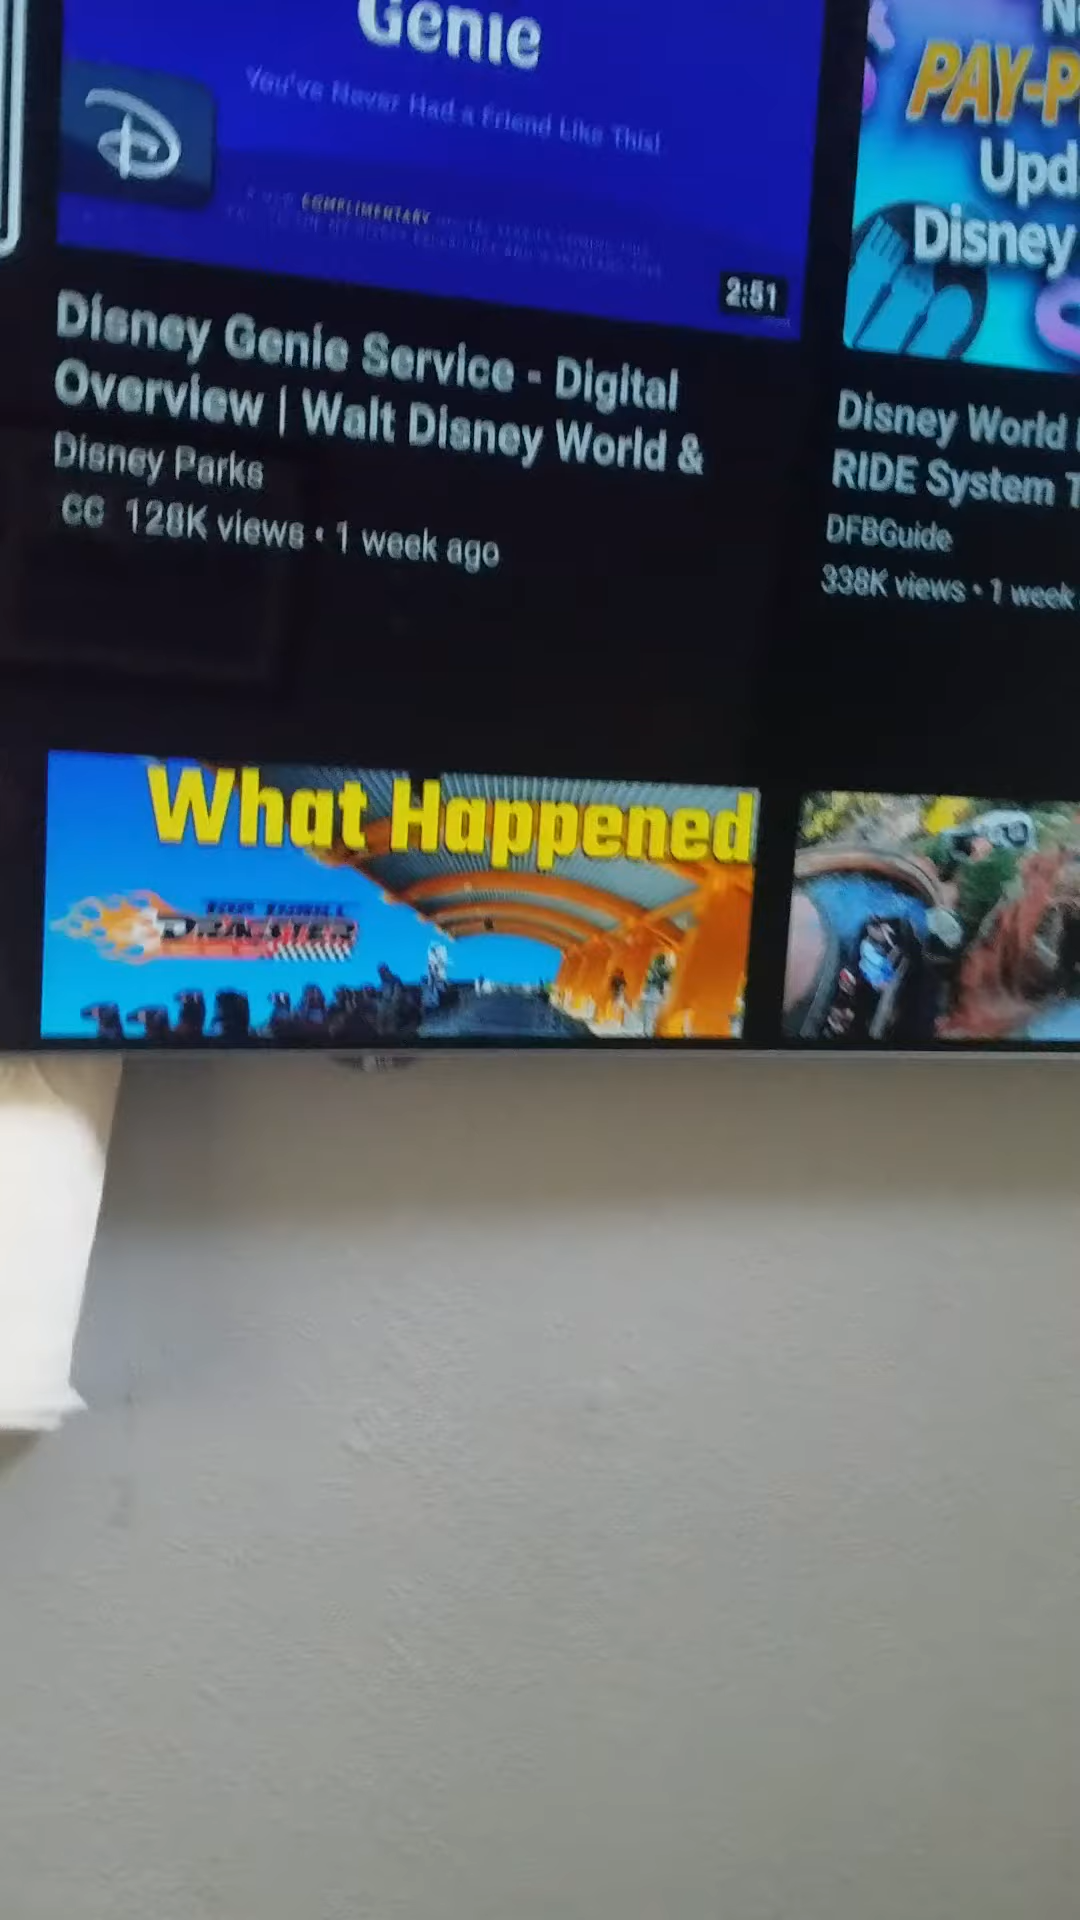 Genie
You've Never Had a Friend Like This!
COMPLIMENTARY
2:51
Disney Genie Service - Digital
Overview | Walt Disney World &
Disney Parks
CC 128K views • 1 week ago
PAY-P
Upd
Disney
Disney World
RIDE System T
DFBGuide
338K views • 1 week
What Happened
TOP THRILL
DRAGSTER